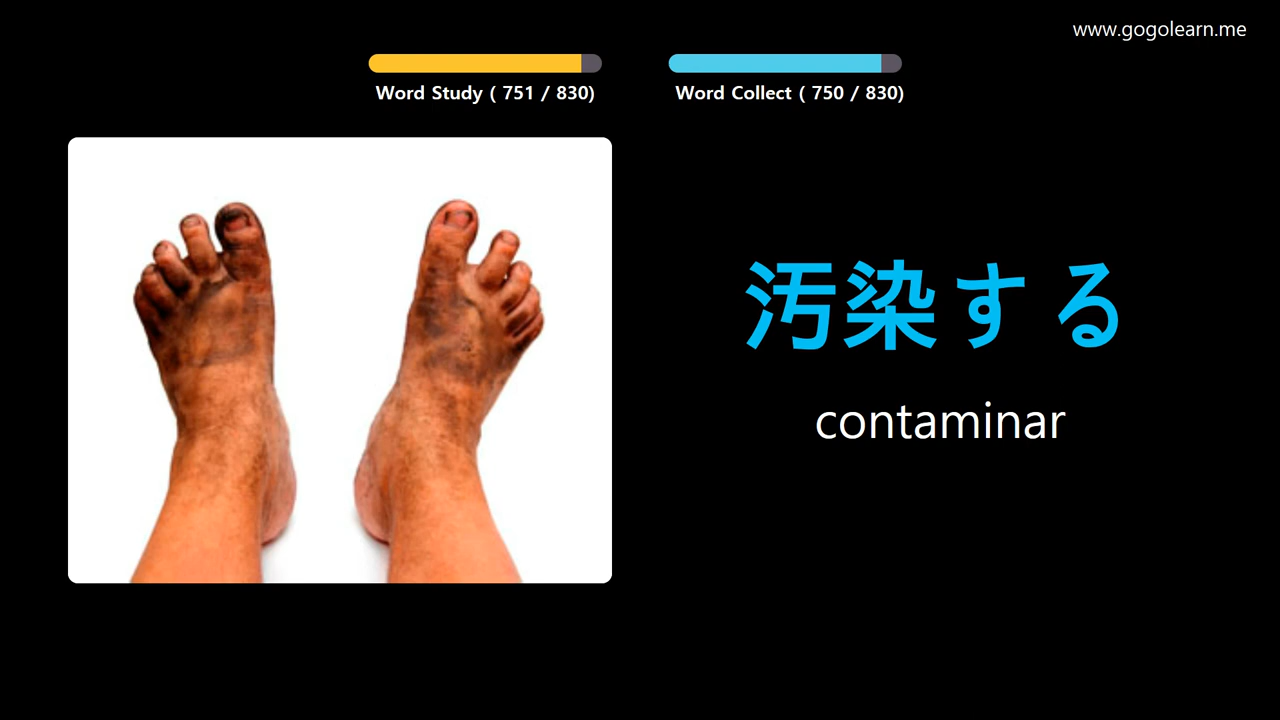 www.gogolearn.me
Word Study ( 751 / 830)
Word Collect ( 750 / 830)
汚染する
contaminar